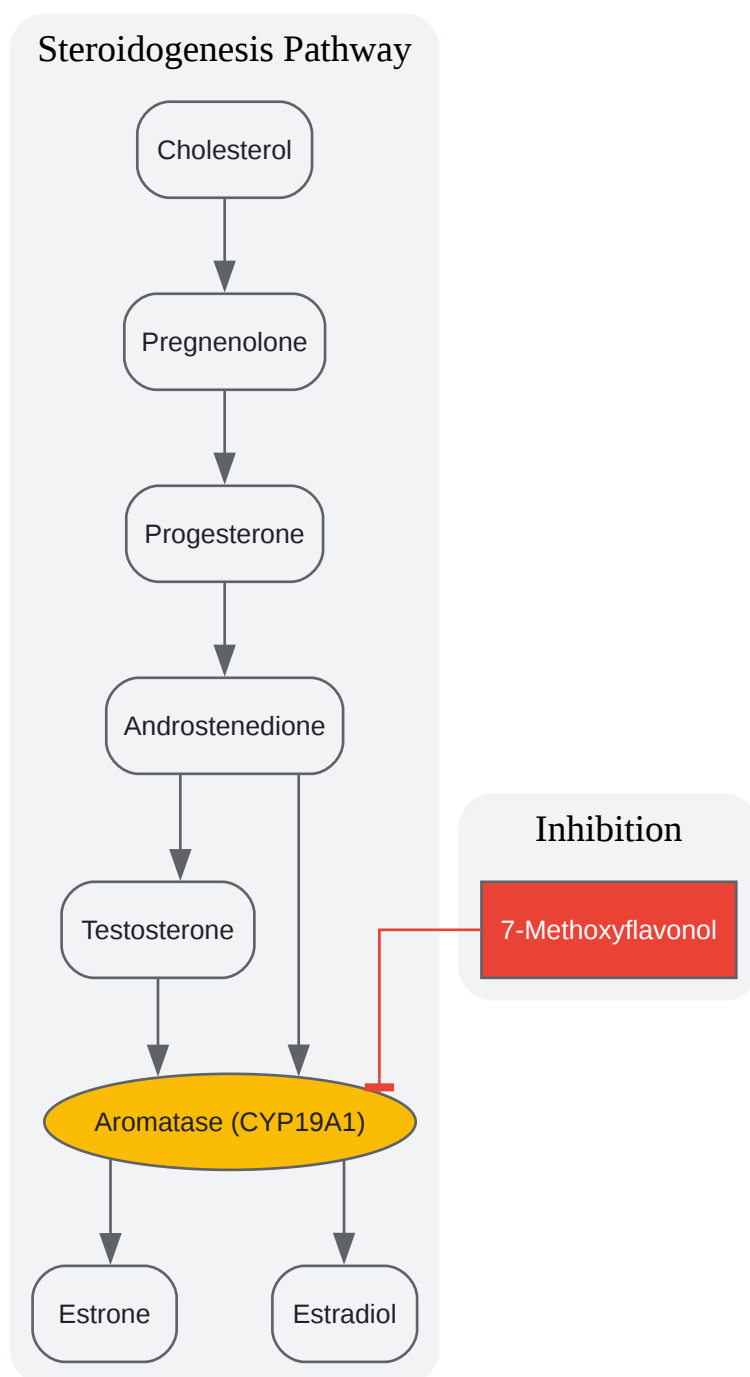 Steroidogenesis Pathway
Cholesterol
Pregnenolone
Progesterone
Androstenedione
Inhibition
Testosterone
7-Methoxyflavonol
Aromatase (CYP19A1)
Estrone
Estradiol